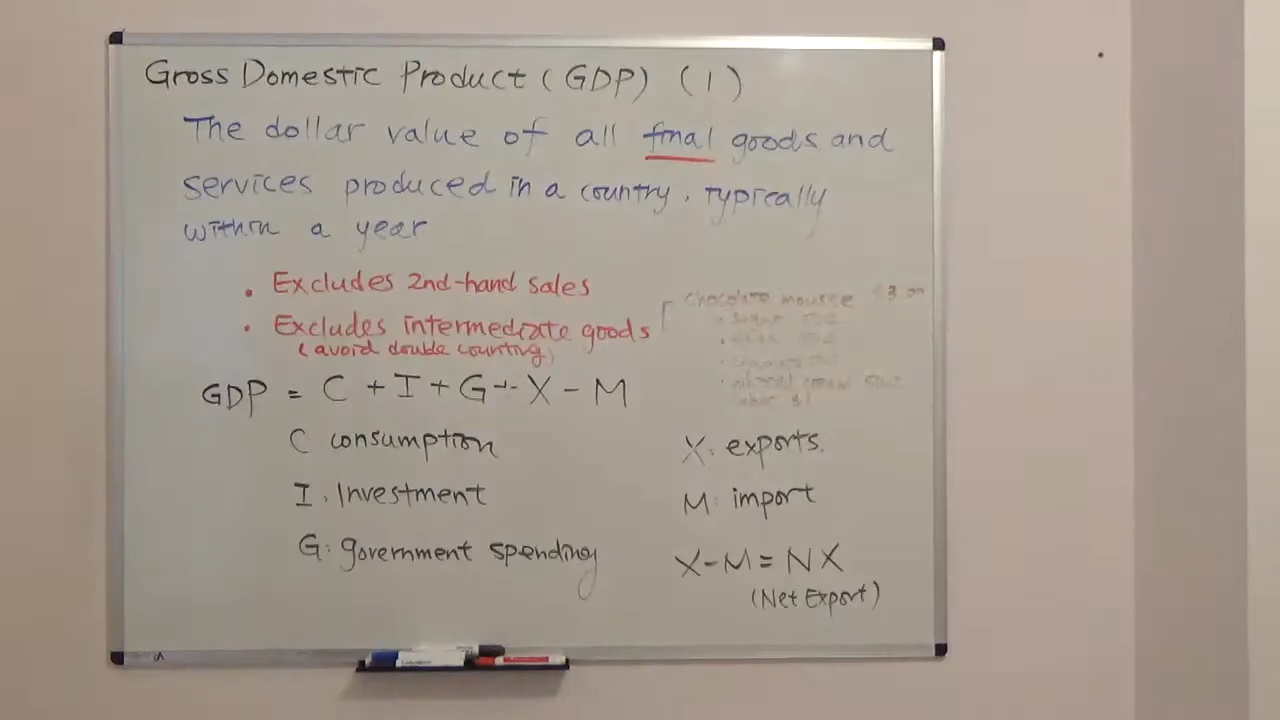 Gross Domestic Product (GDP) (1)
The dollar value of all final goods and
services produced in a country, typically
within a year
• Excludes 2nd-hand sales
• Excludes intermediate goods
(avoid double counting)
chocolate mousse $3.00
GDP = C + I + G + X - M
C consumption
I. Investment
G: government spending
X: exports.
M: import
X-M = NX
(Net Export)